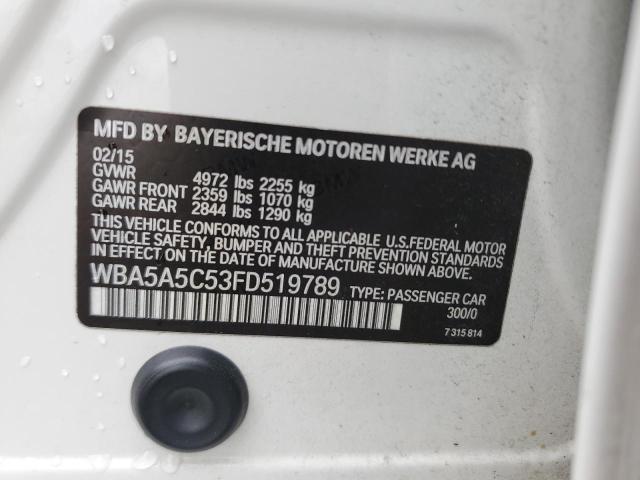 MFD BY BAYERISCHE MOTOREN WERKE AG
02/15
GVWR 4972 lbs 2255 kg
GAWR FRONT 2359 lbs 1070 kg
GAWR REAR 2844 lbs 1290 kg
THIS VEHICLE CONFORMS TO ALL APPLICABLE U.S.FEDERAL MOTOR
VEHICLE SAFETY, BUMPER, AND THEFT PREVENTION STANDARDS
IN EFFECT ON THE DATE OF MANUFACTURE SHOWN ABOVE.
WBA5A5C53FD519789 TYPE: PASSENGER CAR
300/0
7 315 814